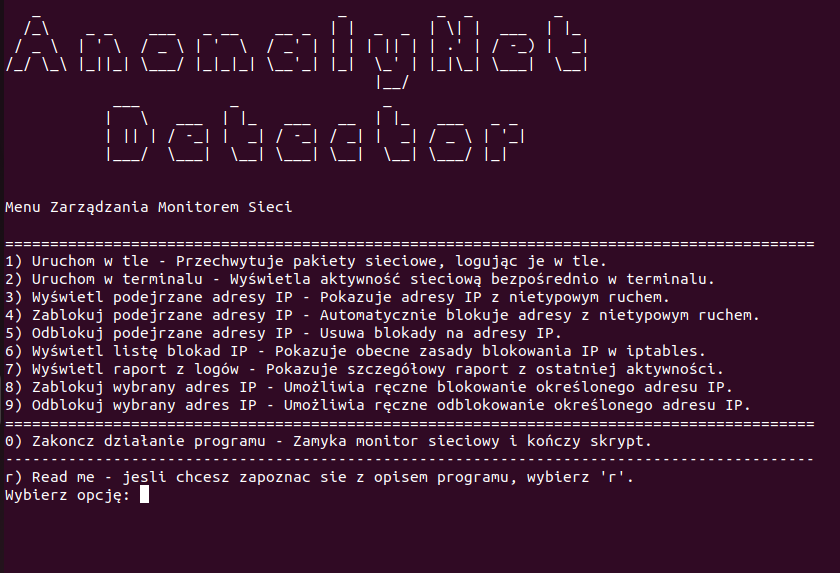 AnomalyNet
Detector
Menu Zarządzania Monitorem Sieci
==========================================================================================
1) Uruchom w tle - Przechwytuje pakiety sieciowe, logując je w tle.
2) Uruchom w terminalu - Wyświetla aktywność sieciową bezpośrednio w terminalu.
3) Wyświetl podejrzane adresy IP - Pokazuje adresy IP z nietypowym ruchem.
4) Zablokuj podejrzane adresy IP - Automatycznie blokuje adresy z nietypowym ruchem.
5) Odblokuj podejrzane adresy IP - Usuwa blokady na adresy IP.
6) Wyświetl listę blokad IP - Pokazuje obecne zasady blokowania IP w iptables.
7) Wyświetl raport z logów - Pokazuje szczegółowy raport z ostatniej aktywności.
8) Zablokuj wybrany adres IP - Umożliwia ręczne blokowanie określonego adresu IP.
9) Odblokuj wybrany adres IP - Umożliwia ręczne odblokowanie określonego adresu IP.
==========================================================================================
0) Zakoncz działanie programu - Zamyka monitor sieciowy i kończy skrypt.
------------------------------------------------------------------------------------------
r) Read me - jesli chcesz zapoznac sie z opisem programu, wybierz 'r'.
Wybierz opcję: